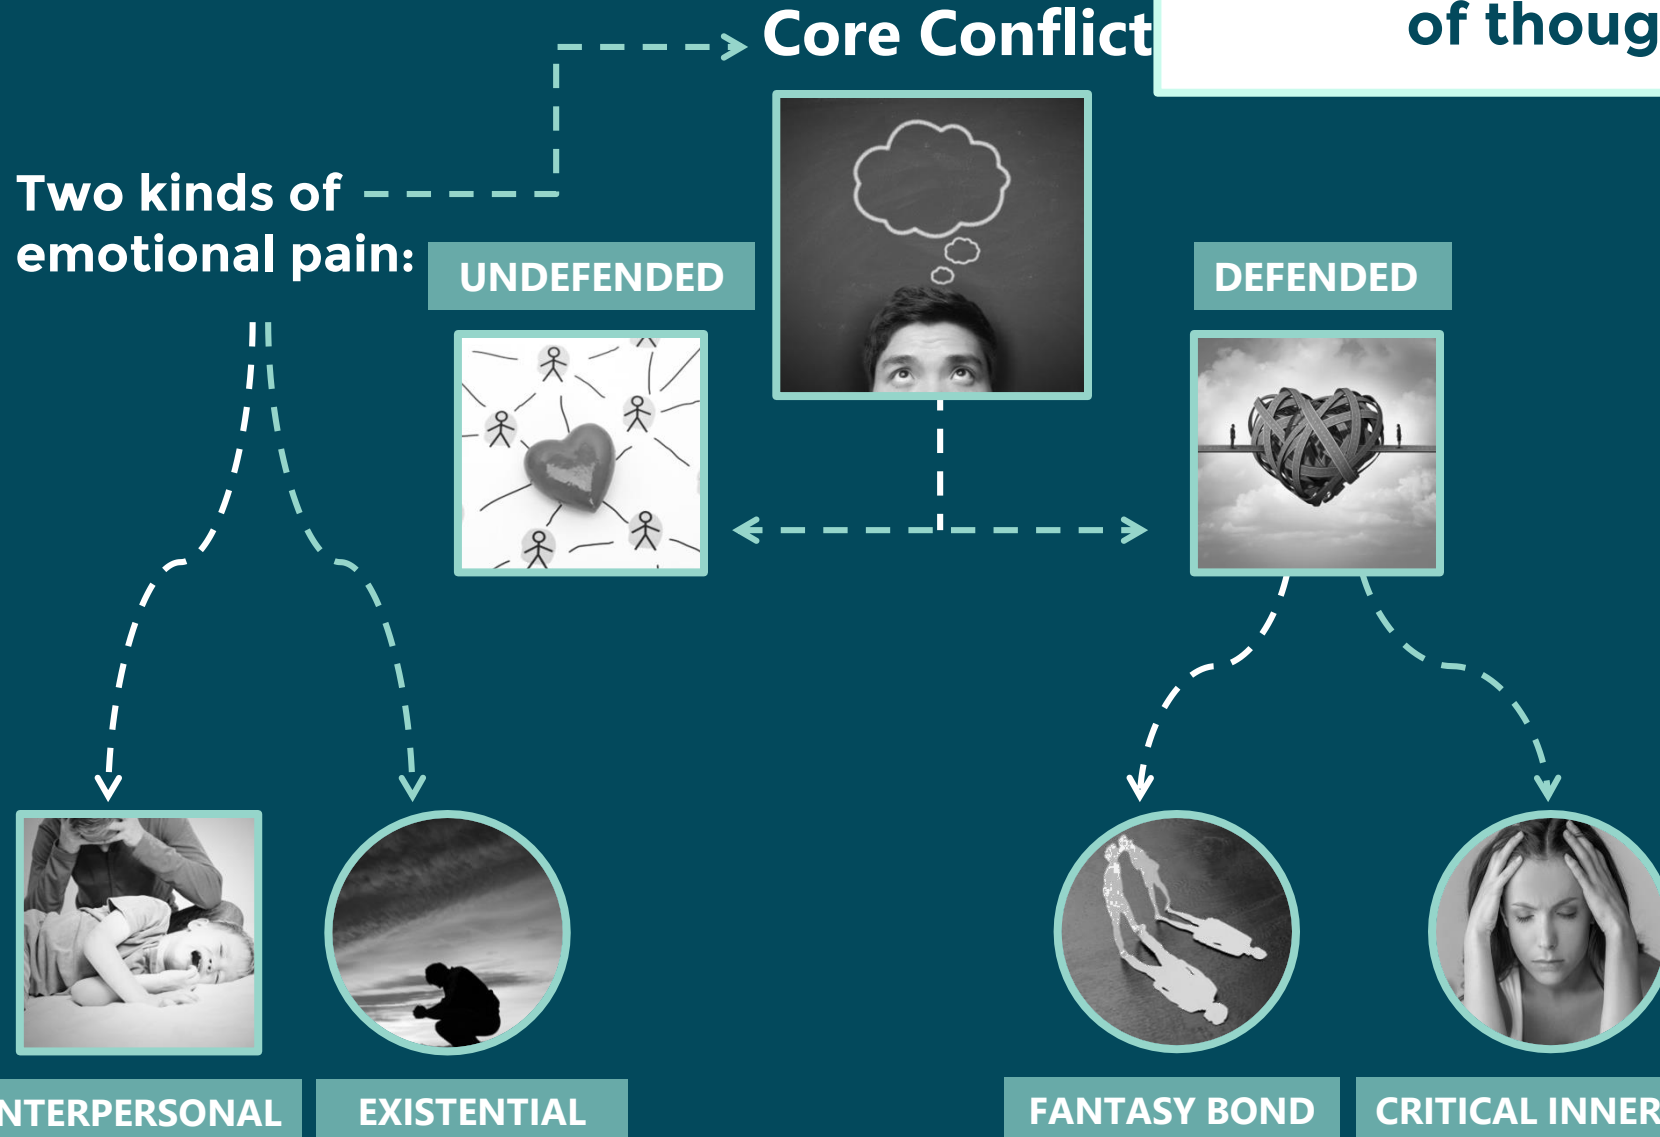 Core Conflict
of thoug
Two kinds of
emotional pain:
UNDEFENDED
DEFENDED
NTERPERSONAL
EXISTENTIAL
FANTASY BOND
CRITICAL INNER